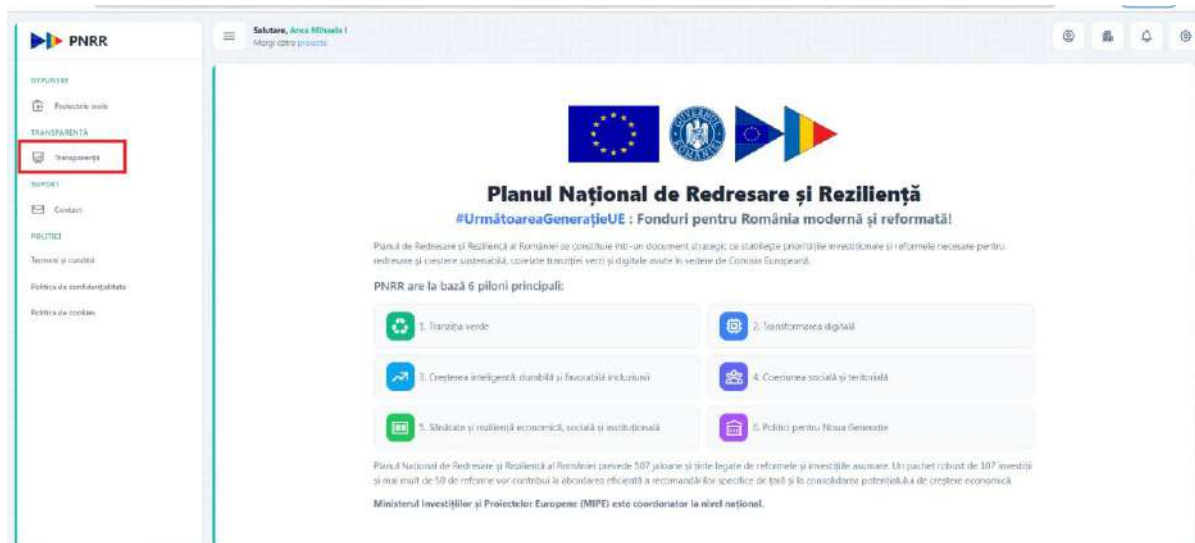 PNRR
Salutare, Anca Mihaela !
Mergi către proiecte
DEPUNERE
Proiectele mele
TRANSPARENȚĂ
Transparență
SUPORT
Contact
POLITICI
Termeni și condiții
Politica de confidențialitate
Politica de cookies
GUVERNUL ROMÂNIEI
Planul Național de Redresare și Reziliență
#UrmătoareaGenerațieUE : Fonduri pentru România modernă și reformată!
Planul de Redresare și Reziliență al României se constituie într-un document strategic ce stabilește prioritățile investiționale și reformele necesare pentru
redresare și creștere sustenabilă, corelate tranziției verzi și digitale avute în vedere de Comisia Europeană.
PNRR are la bază 6 piloni principali:
1. Tranziția verde
2. Transformarea digitală
3. Creșterea inteligentă, durabilă și favorabilă incluziunii
4. Coeziunea socială și teritorială
5. Sănătate și reziliență economică, socială și instituțională
6. Politici pentru Noua Generație
Planul Național de Redresare și Reziliență al României prevede 507 jaloane și ținte legate de reformele și investițiile asumate. Un pachet robust de 107 investiții
și mai mult de 50 de reforme vor contribui la abordarea eficientă a recomandărilor specifice de țară și la consolidarea potențialului de creștere economică
Ministerul Investițiilor și Proiectelor Europene (MIPE) este coordonator la nivel național.